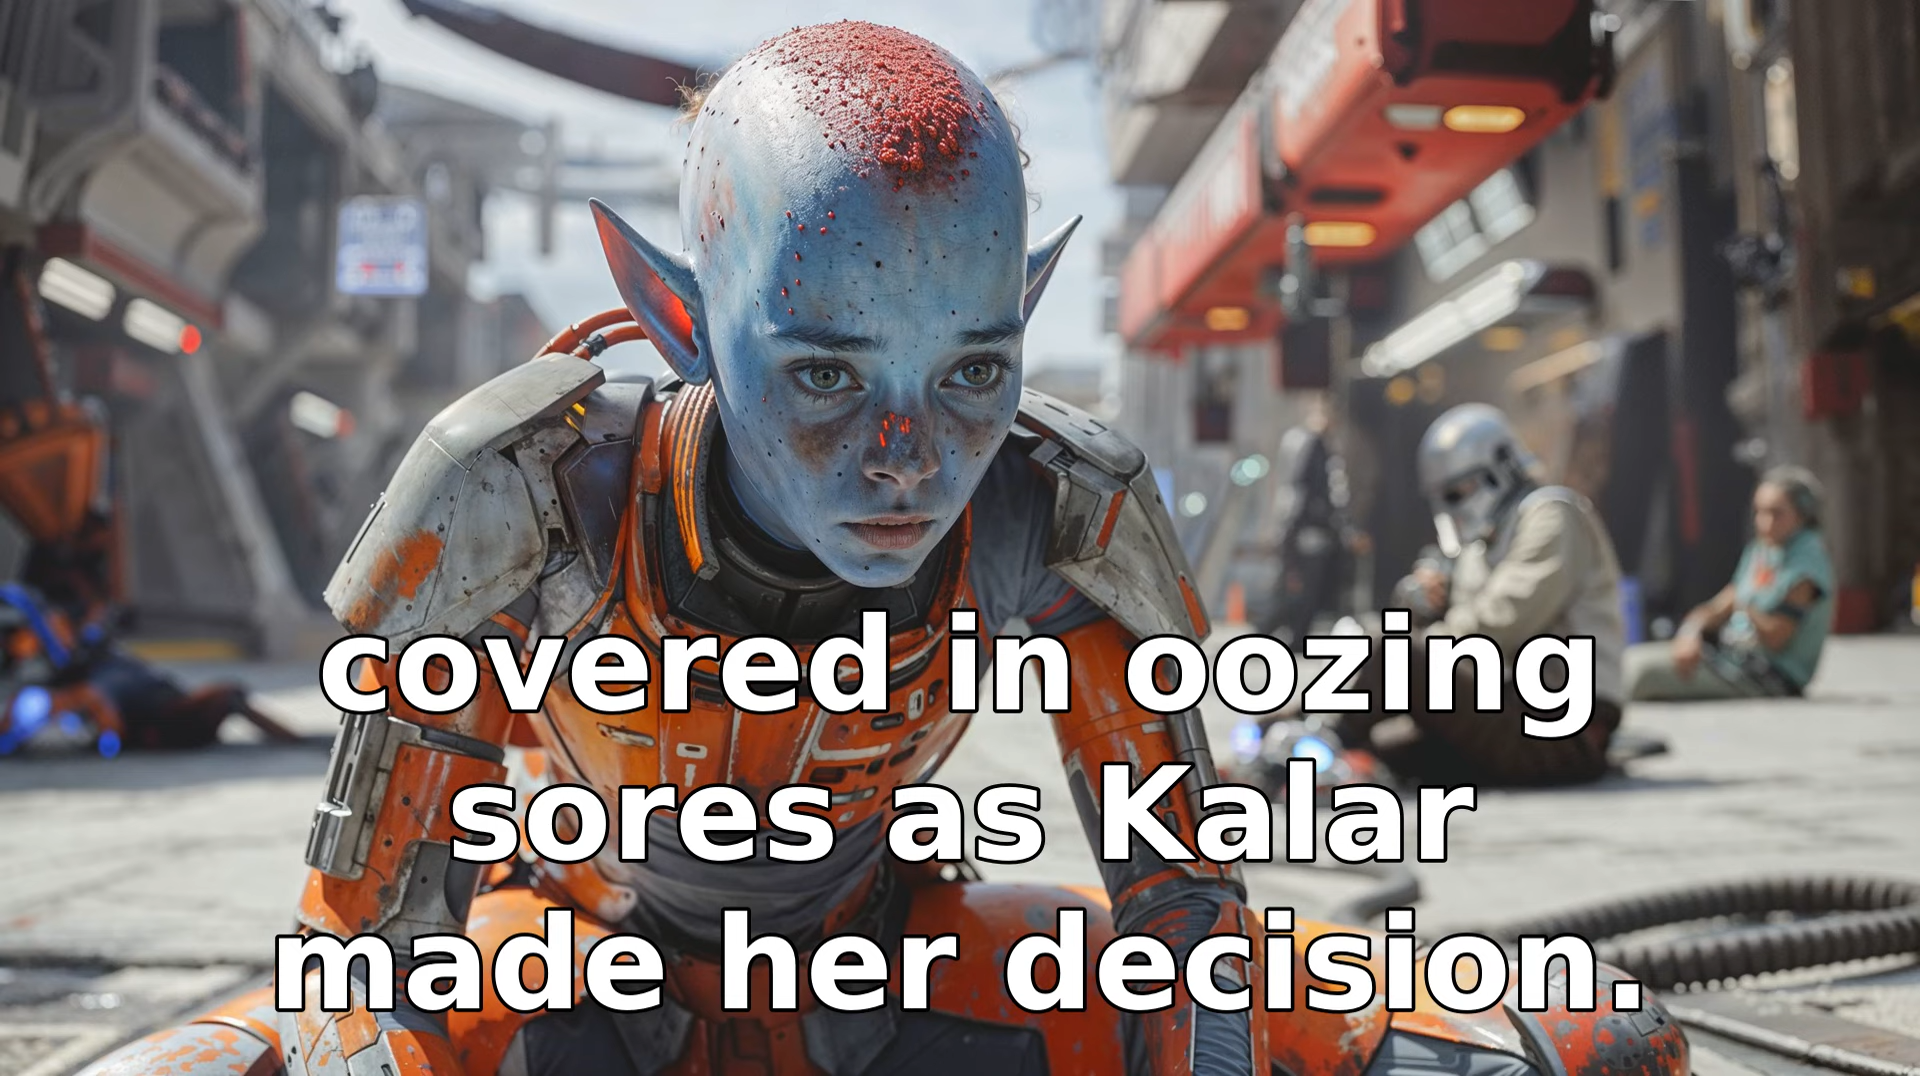 covered in oozing
sores as Kalar
made her decision.